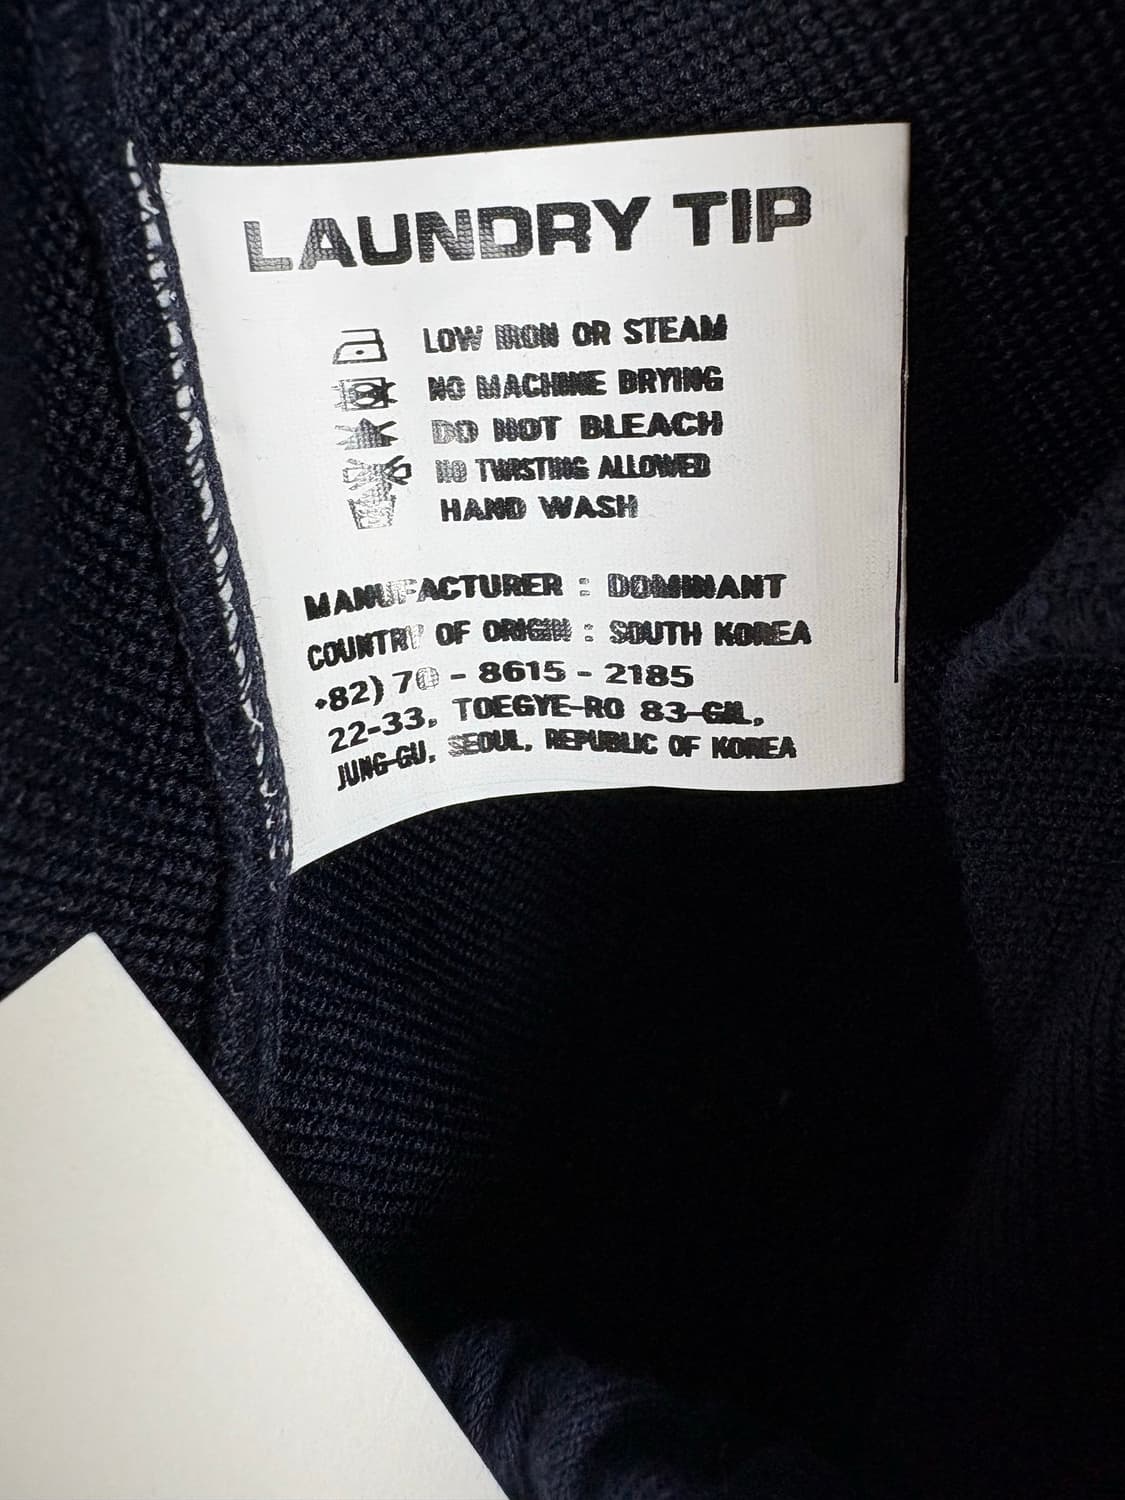 LAUNDRY TIP
LOW IRON OR STEAM
NO MACHINE DRYING
DO NOT BLEACH
NO TWISTING ALLOWED
HAND WASH
MANUFACTURER : DOMINANT
COUNTRY OF ORIGIN : SOUTH KOREA
+82) 70 - 8615 - 2185
22-33, TOEGYE-RO 83-GIL,
JUNG-GU, SEOUL, REPUBLIC OF KOREA